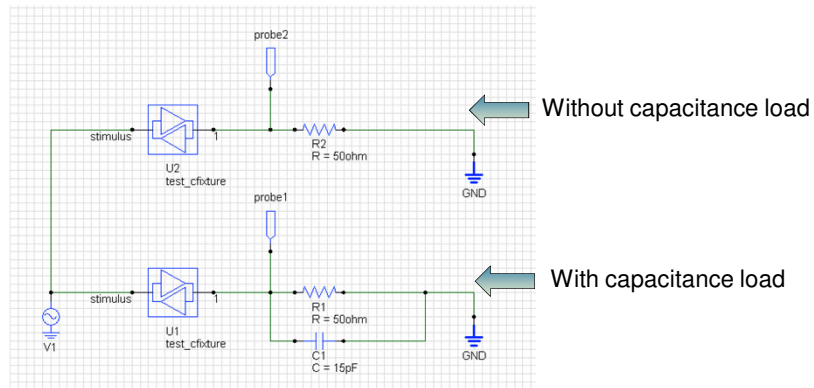 probe2
Without capacitance load
stimulus
1
R2
R = 50ohm
U2
test_cfixture
GND
probe1
With capacitance load
stimulus
1
R1
R = 50ohm
U1
test_cfixture
V1
C1
C = 15pF
GND